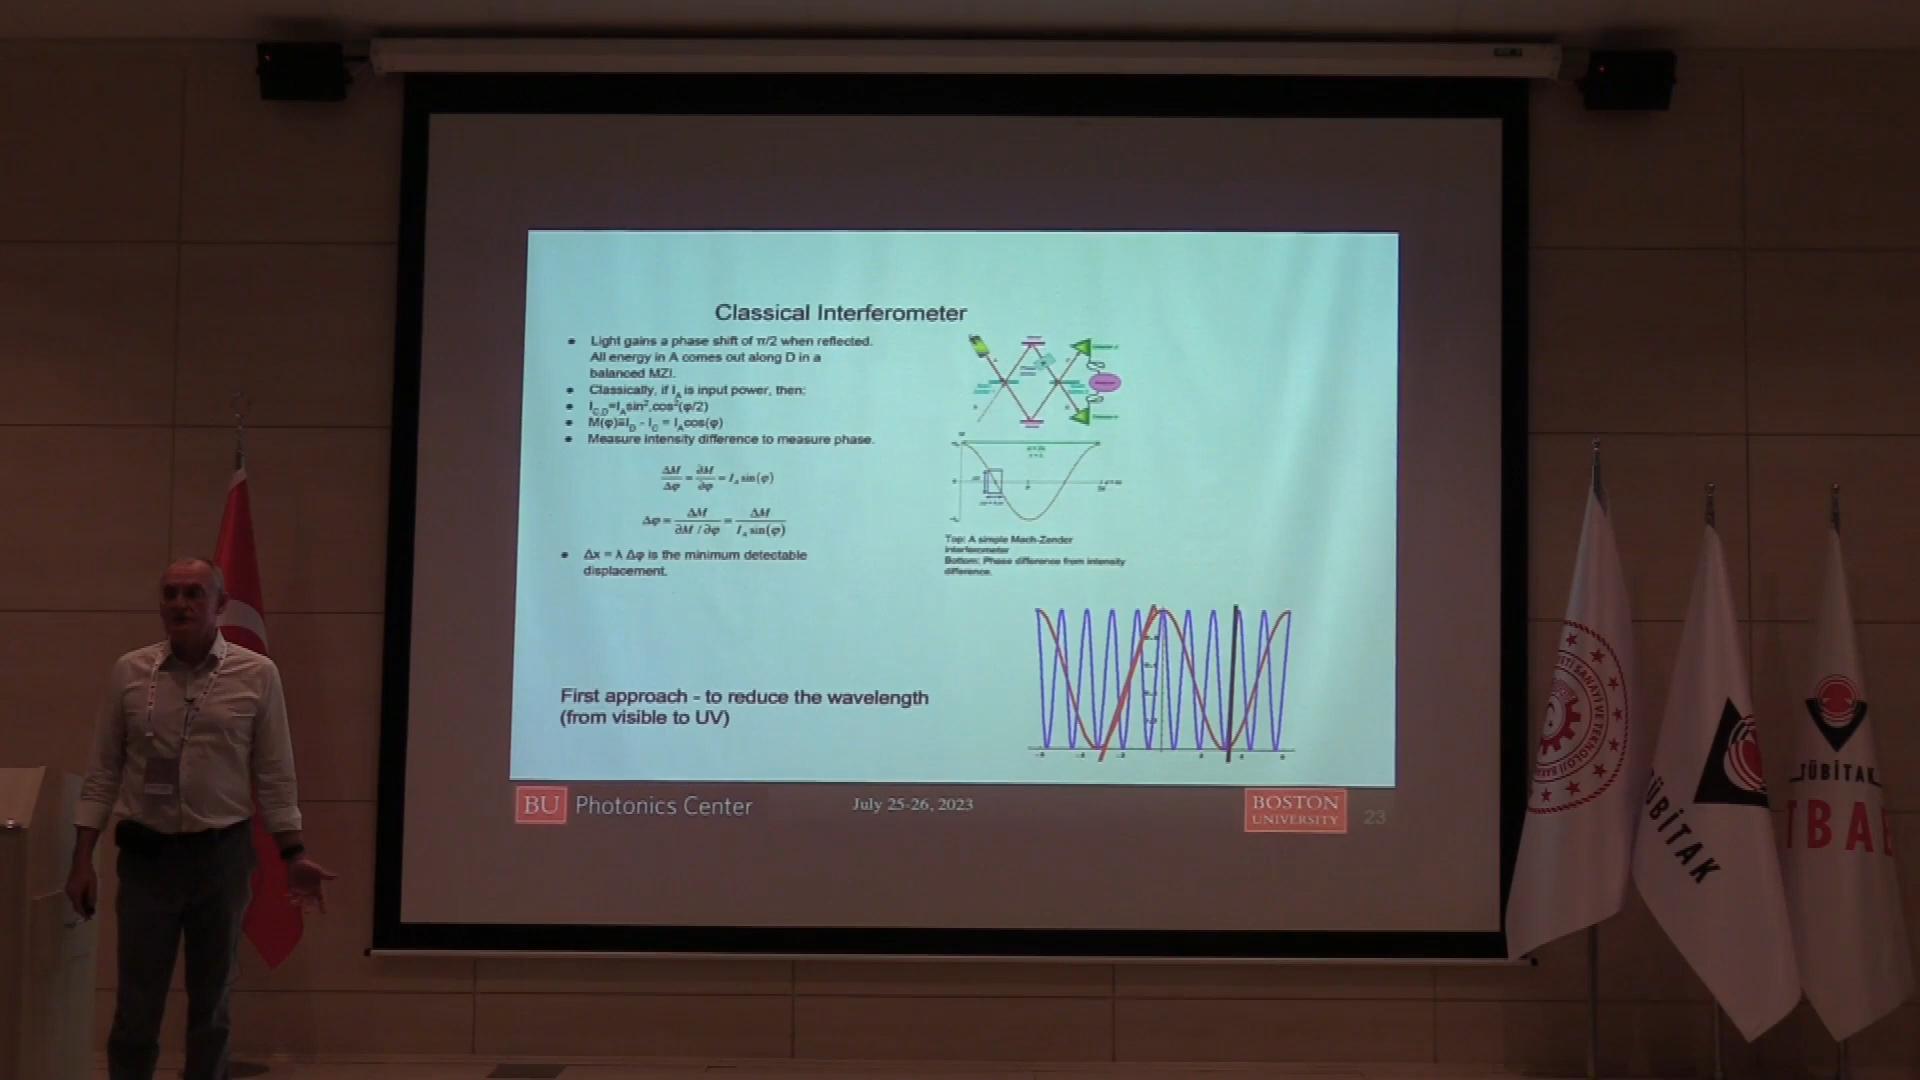 Classical Interferometer
Light gains a phase shift of π/2 when reflected.
All energy in A comes out along D in a
balanced MZI.
Classically, if I_A is input power, then:
I_C,D=I_A sin²,cos²(φ/2)
M(φ)≡I_D - I_C = I_A cos(φ)
Measure intensity difference to measure phase.
ΔM/Δφ = ∂M/∂φ = I_A sin(φ)
Δφ = ΔM/(∂M / ∂φ) = ΔM/(I_A sin(φ))
Δx = λ Δφ is the minimum detectable
displacement.
Top: A simple Mach-Zender
Interferometer
Bottom: Phase difference from intensity
difference.
First approach - to reduce the wavelength
(from visible to UV)
BU Photonics Center
July 25-26, 2023
BOSTON
UNIVERSITY
23
SANAYİ VE TEKNOLOJİ
TÜBİTAK
TÜBİTAK